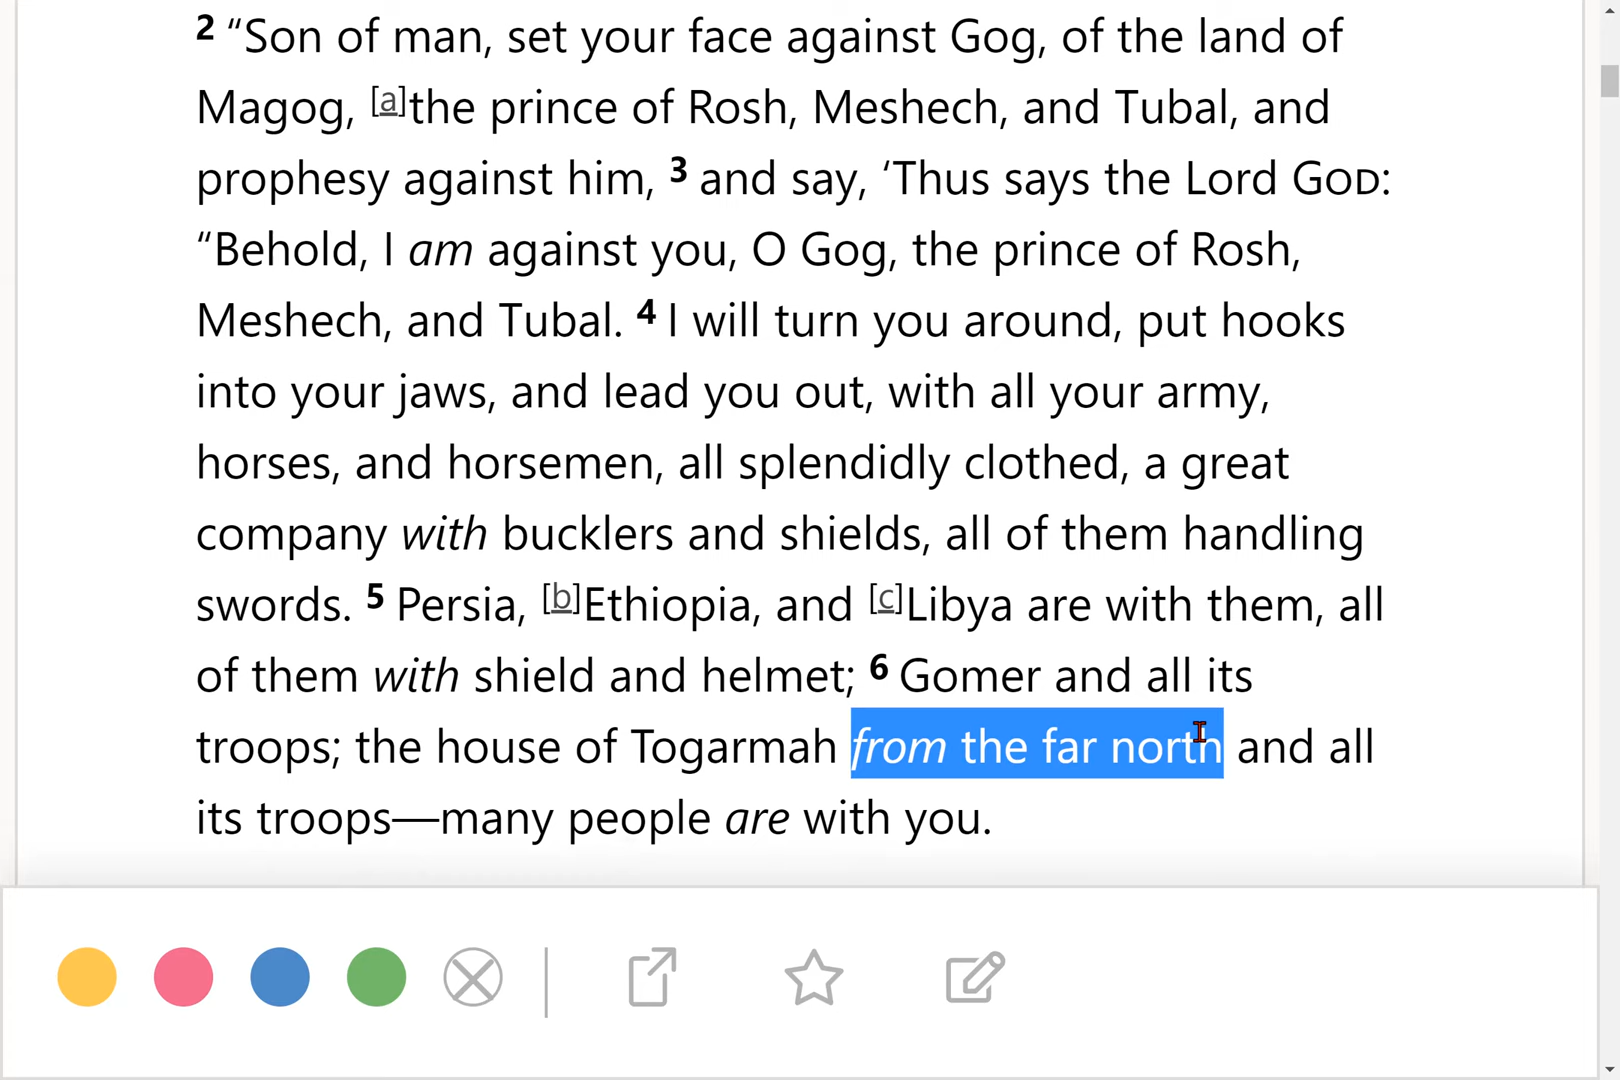 2 “Son of man, set your face against Gog, of the land of
Magog, [a]the prince of Rosh, Meshech, and Tubal, and
prophesy against him, 3 and say, ‘Thus says the Lord GOD:
“Behold, I am against you, O Gog, the prince of Rosh,
Meshech, and Tubal. 4 I will turn you around, put hooks
into your jaws, and lead you out, with all your army,
horses, and horsemen, all splendidly clothed, a great
company with bucklers and shields, all of them handling
swords. 5 Persia, [b]Ethiopia, and [c]Libya are with them, all
of them with shield and helmet; 6 Gomer and all its
troops; the house of Togarmah from the far north and all
its troops—many people are with you.